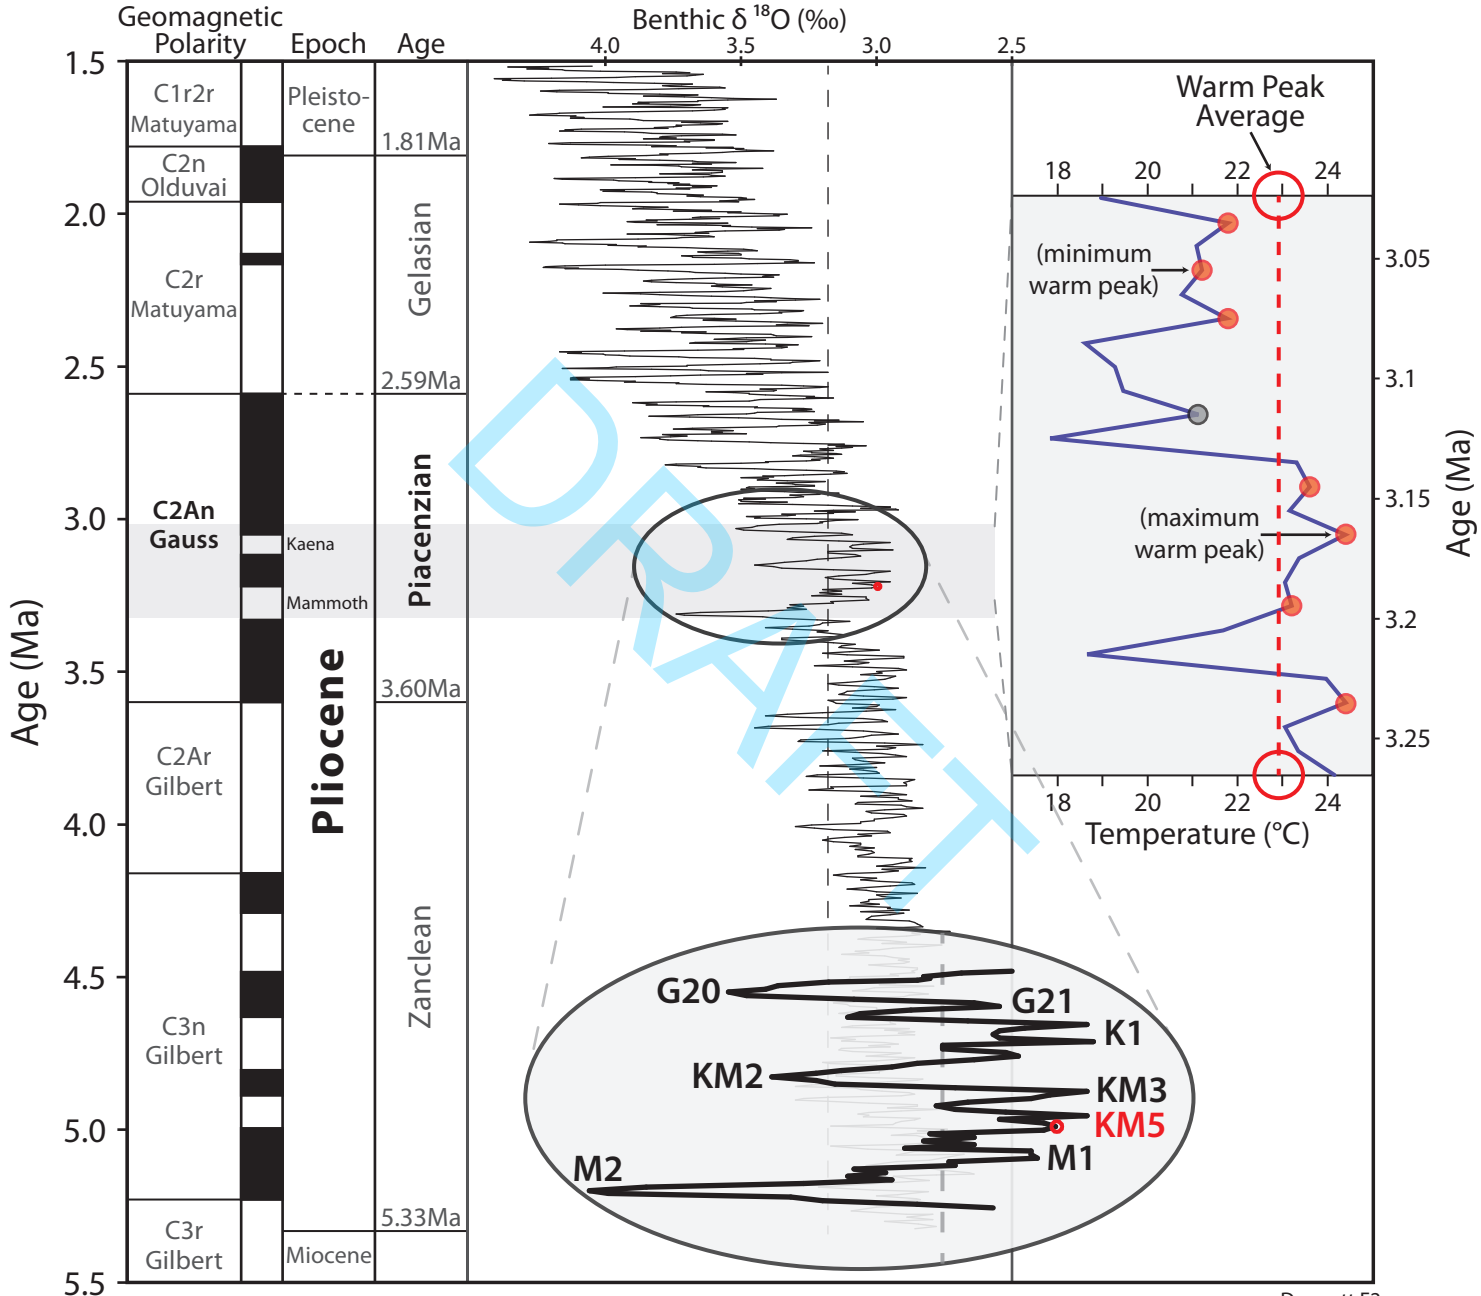 Geomagnetic
Polarity
Epoch
Age
Benthic δ ¹⁸O (‰)
4.0
3.5
3.0
2.5
1.5
2.0
2.5
3.0
3.5
4.0
4.5
5.0
5.5
Age (Ma)
C1r2r
Matuyama
C2n
Olduvai
C2r
Matuyama
C2An
Gauss
C2Ar
Gilbert
C3n
Gilbert
C3r
Gilbert
Kaena
Mammoth
Pleisto-
cene
Pliocene
Miocene
1.81Ma
Gelasian
2.59Ma
Piacenzian
3.60Ma
Zanclean
5.33Ma
DRAFT
G20
G21
K1
KM2
KM3
KM5
M1
M2
Warm Peak
Average
18
20
22
24
(minimum
warm peak)
(maximum
warm peak)
3.05
3.1
3.15
3.2
3.25
Age (Ma)
18
20
22
24
Temperature (°C)